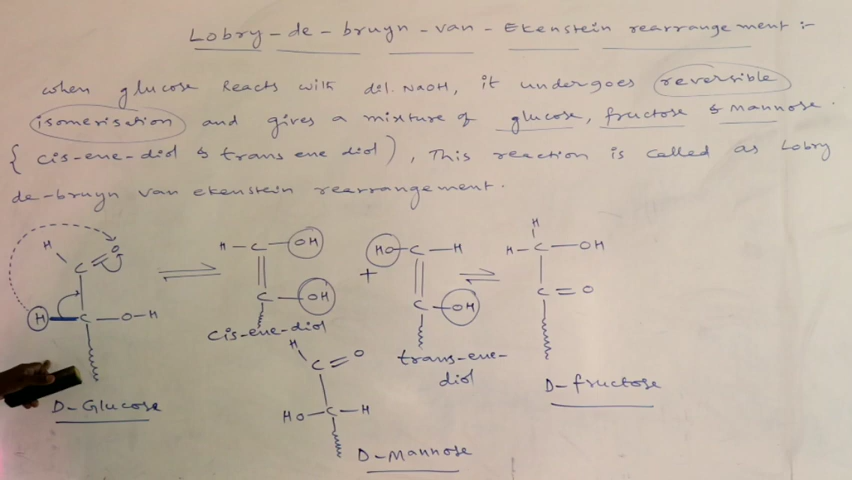 Lobry-de-bruyn-van-Ekenstein rearrangement :-
when glucose reacts with dil. NaOH, it undergoes reversible
isomerisation and gives a mixture of glucose, fructose & mannose.
{ cis-ene-diol & trans ene diol ), This reaction is called as Lobry
de-bruyn van ekenstein rearrangement.
H C O
H C O-H
D-Glucose
H-C-OH
C-OH
cis-ene-diol
+
HO-C-H
C-OH
trans-ene-
diol
H
H-C-OH
C=O
D-fructose
H C=O
HO-C-H
D-Mannose